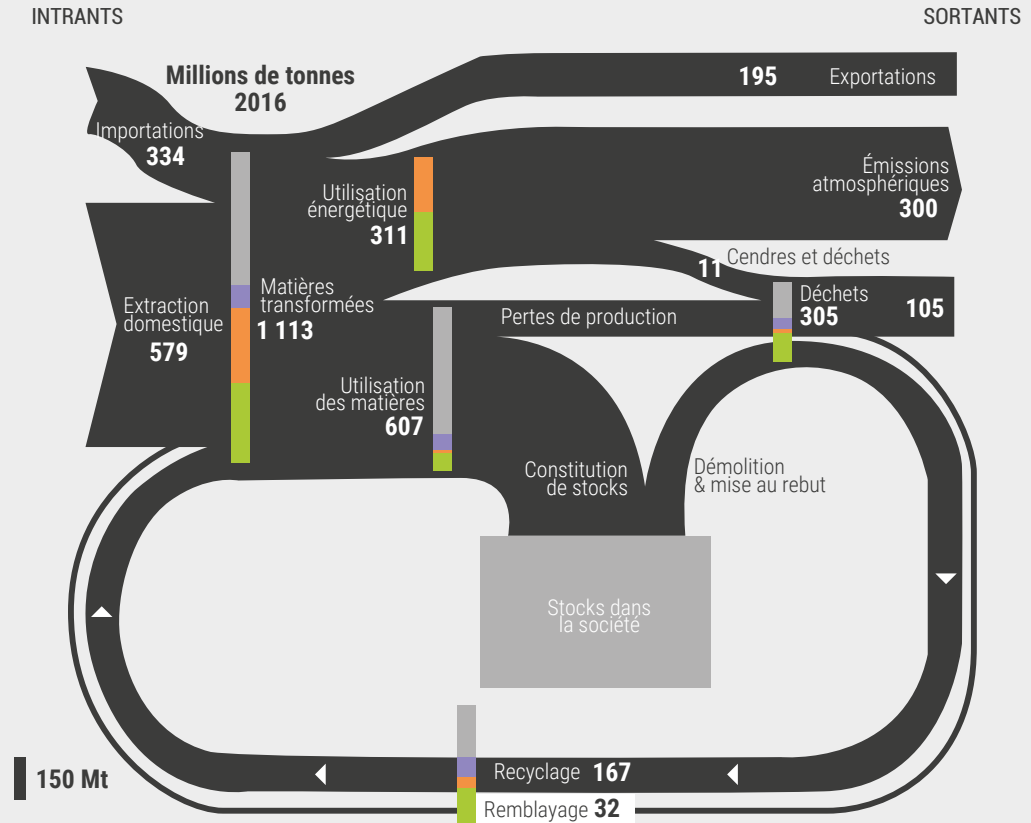 INTRANTS
SORTANTS
Millions de tonnes
2016
195 Exportations
Importations
334
Émissions
atmosphériques
300
Utilisation
énergétique
311
Cendres et déchets
11
Extraction
domestique
579
Matières
transformées
1 113
Pertes de production
Déchets
305
105
Utilisation
des matières
607
Constitution
de stocks
Démolition
& mise au rebut
Stocks dans
la société
150 Mt
Recyclage 167
Remblayage 32